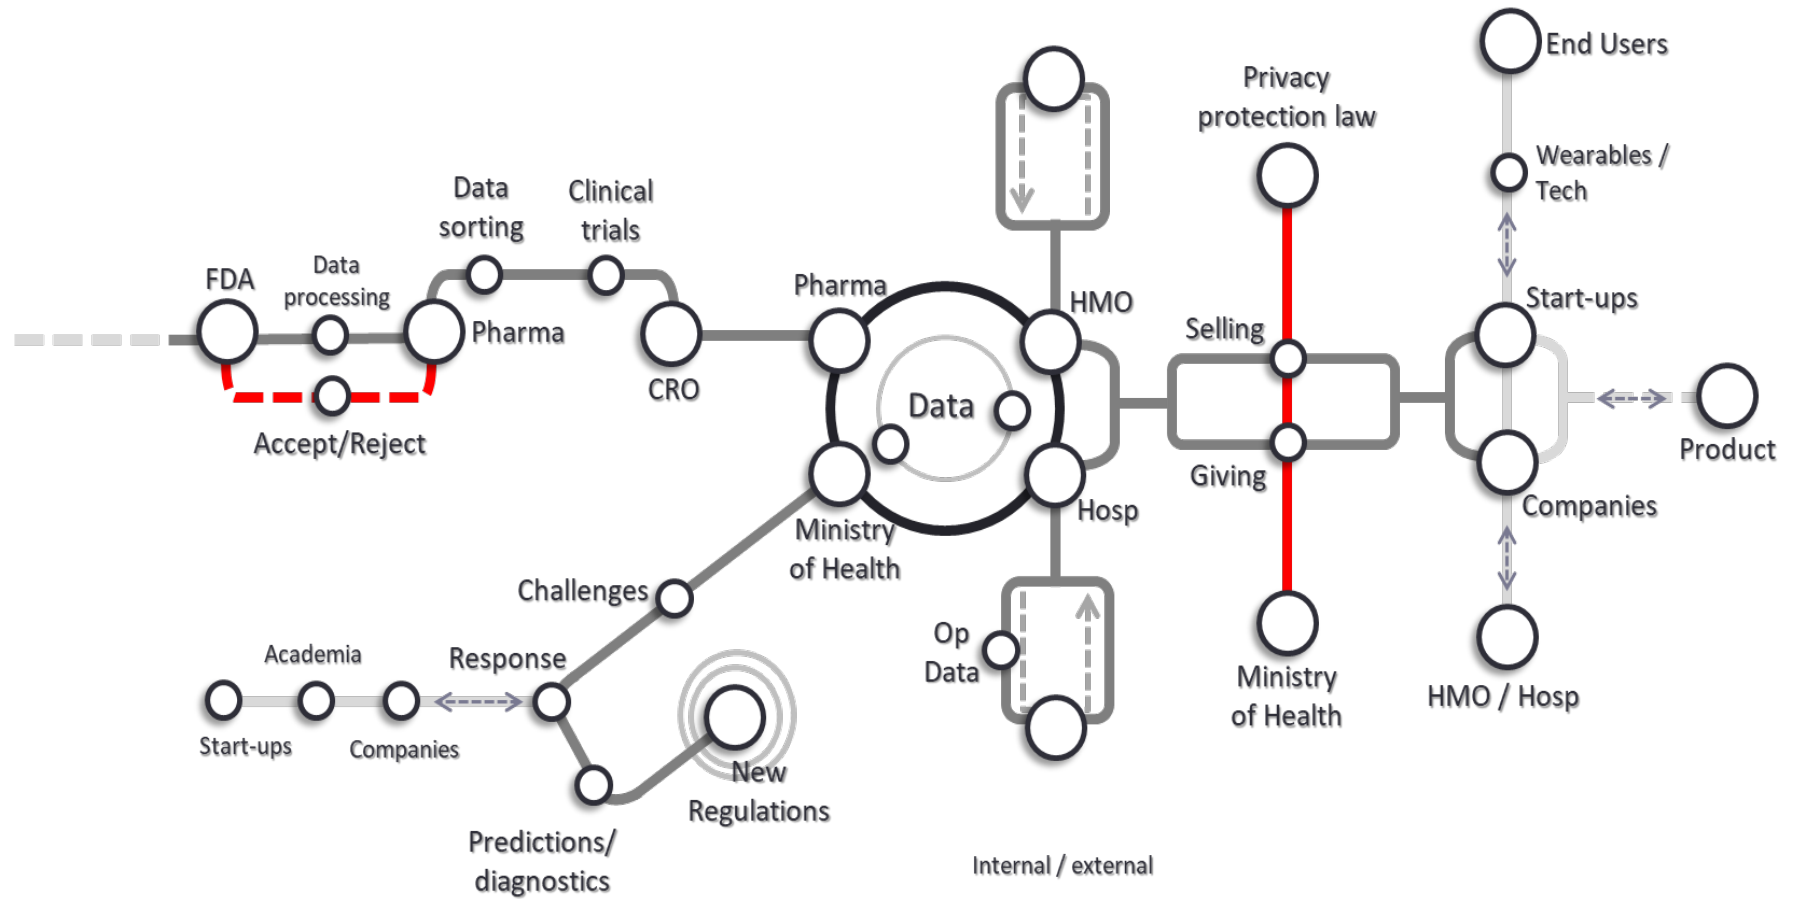 End Users
Privacy
protection law
Wearables /
Tech
Data
sorting
Clinical
trials
FDA
Data
processing
Pharma
Pharma
HMO
Start-ups
Selling
CRO
Data
Accept/Reject
Product
Giving
Hosp
Companies
Ministry
of Health
Challenges
Op
Data
Academia
Response
Ministry
of Health
HMO / Hosp
Start-ups
Companies
New
Regulations
Predictions/
diagnostics
Internal / external